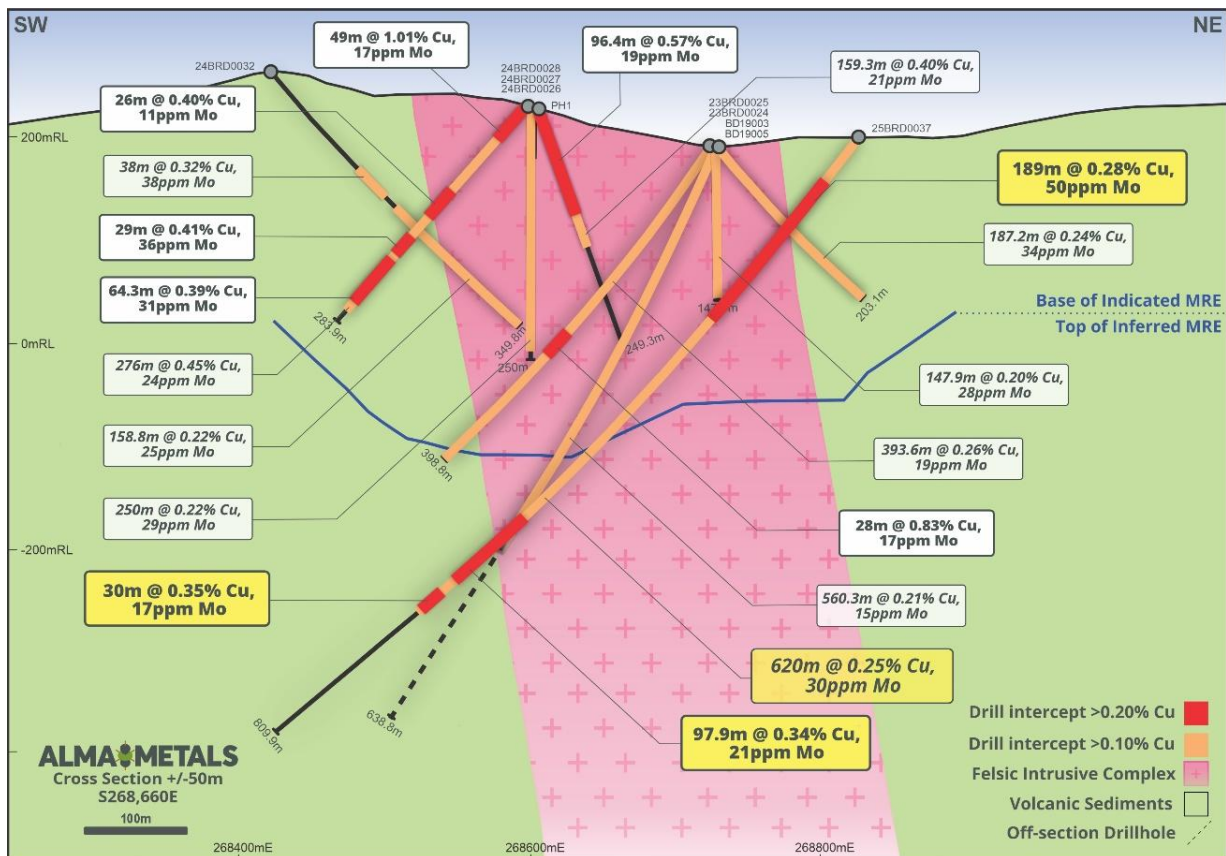 SW
NE
49m @ 1.01% Cu,
17ppm Mo
96.4m @ 0.57% Cu,
19ppm Mo
159.3m @ 0.40% Cu,
21ppm Mo
24BRD0032
24BRD0028
24BRD0027
24BRD0026
PH1
23BRD0025
23BRD0024
BD19003
BD19005
25BRD0037
26m @ 0.40% Cu,
11ppm Mo
200mRL
38m @ 0.32% Cu,
38ppm Mo
189m @ 0.28% Cu,
50ppm Mo
29m @ 0.41% Cu,
36ppm Mo
187.2m @ 0.24% Cu,
34ppm Mo
64.3m @ 0.39% Cu,
31ppm Mo
283.9m
349.8m
250m
249.3m
203.1m
Base of Indicated MRE
Top of Inferred MRE
0mRL
276m @ 0.45% Cu,
24ppm Mo
147.9m @ 0.20% Cu,
28ppm Mo
158.8m @ 0.22% Cu,
25ppm Mo
398.8m
393.6m @ 0.26% Cu,
19ppm Mo
250m @ 0.22% Cu,
29ppm Mo
28m @ 0.83% Cu,
17ppm Mo
-200mRL
30m @ 0.35% Cu,
17ppm Mo
560.3m @ 0.21% Cu,
15ppm Mo
620m @ 0.25% Cu,
30ppm Mo
809.9m
638.8m
97.9m @ 0.34% Cu,
21ppm Mo
Drill intercept >0.20% Cu
Drill intercept >0.10% Cu
Felsic Intrusive Complex
Volcanic Sediments
Off-section Drillhole
ALMA METALS
Cross Section +/-50m
S268,660E
100m
268400mE
268600mE
268800mE